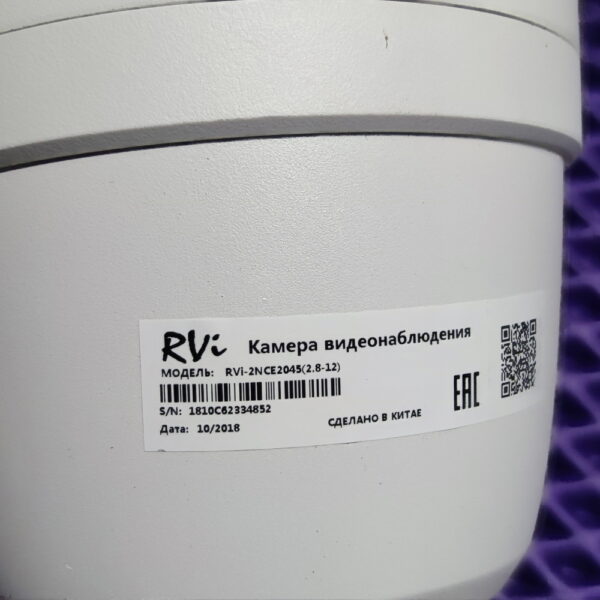 RVi Камера видеонаблюдения
МОДЕЛЬ: RVi-2NCE2045(2.8-12)
S/N: 1810C62334852
Дата: 10/2018
СДЕЛАНО В КИТАЕ
EAC